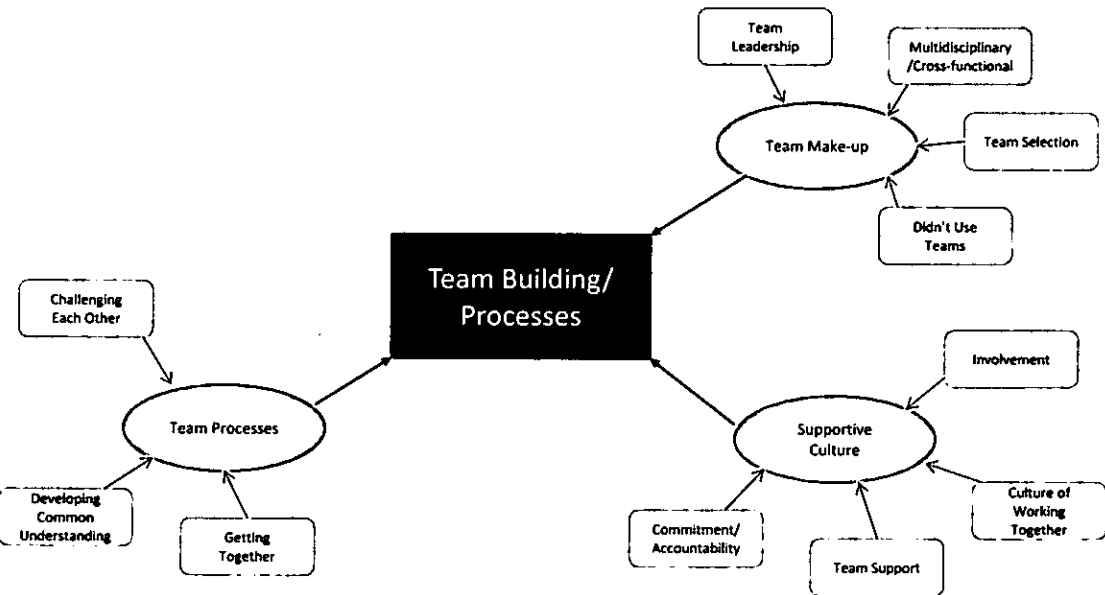 Team
Leadership
Multidisciplinary
/Cross-functional
Team Make-up
Team Selection
Didn't Use
Teams
Team Building/
Processes
Challenging
Each Other
Team Processes
Developing
Common
Understanding
Getting
Together
Involvement
Supportive
Culture
Culture of
Working
Together
Commitment/
Accountability
Team Support